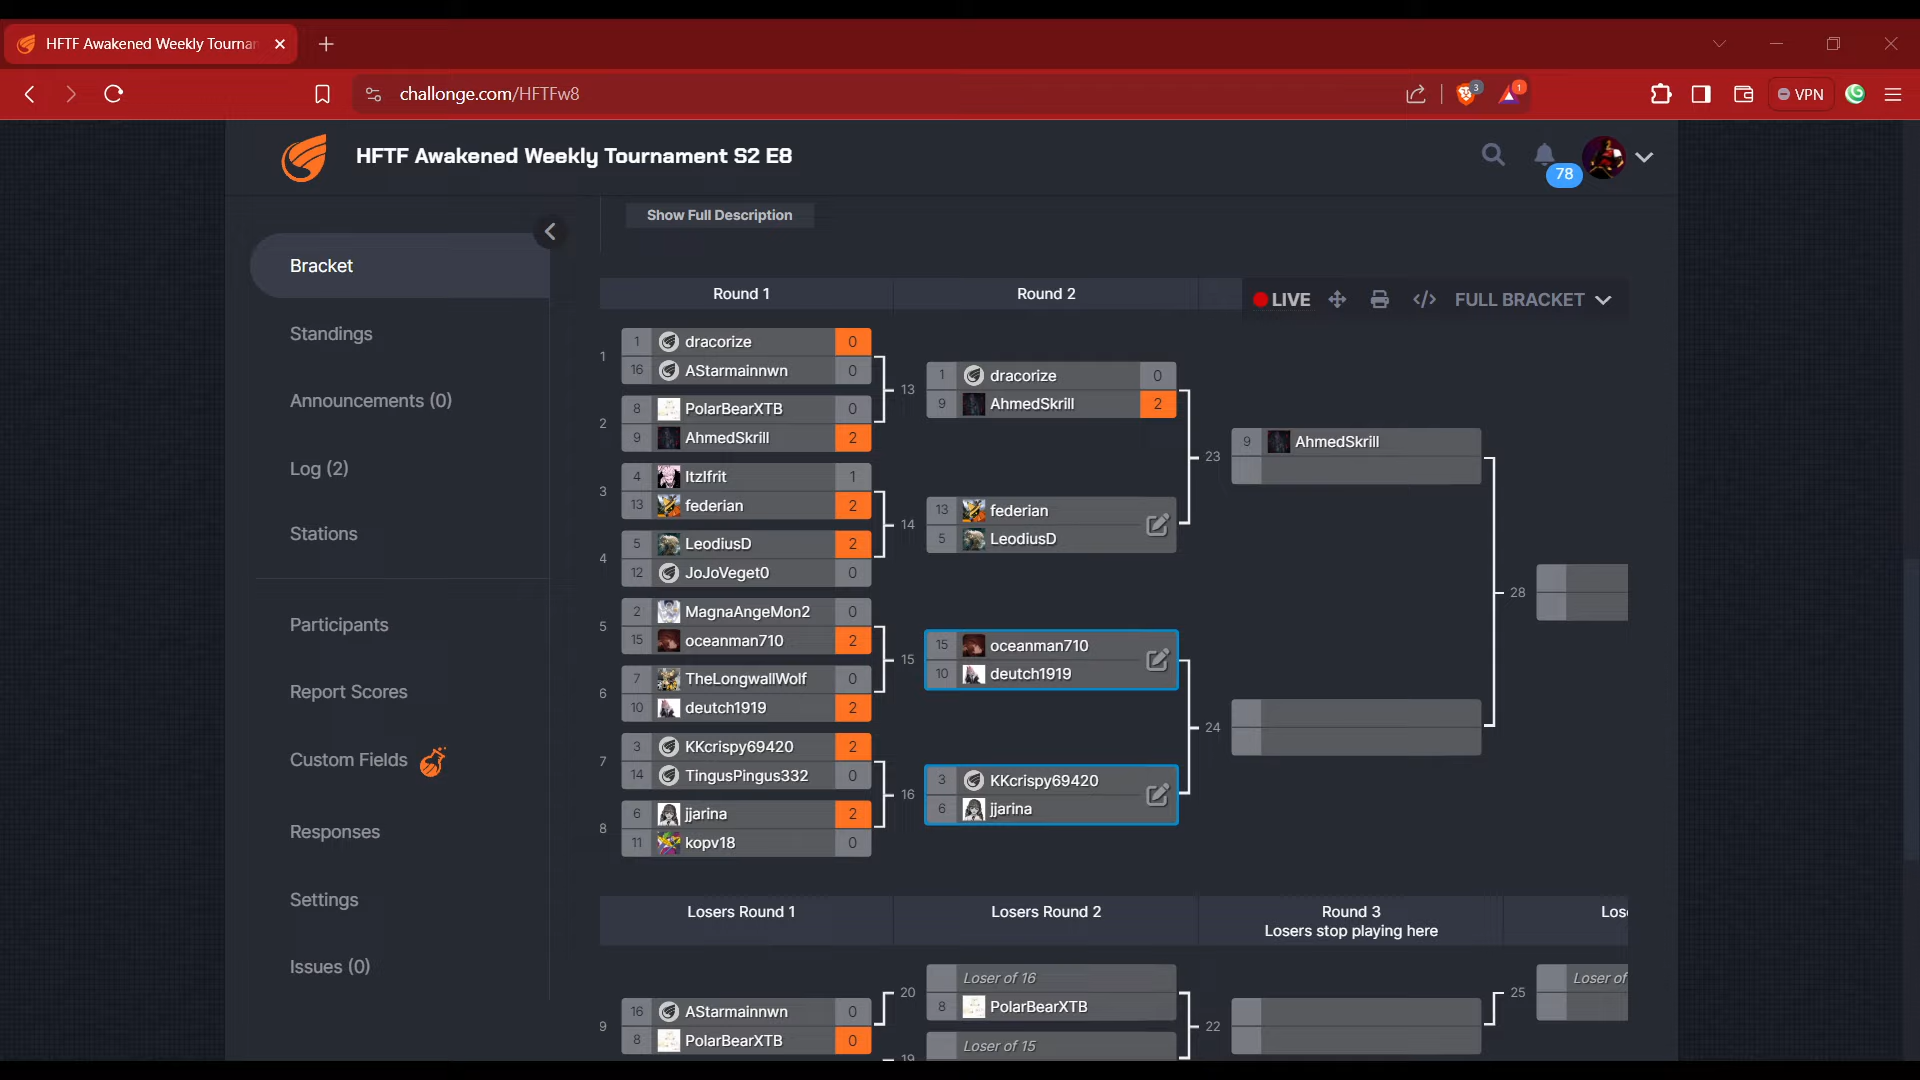 HFTF Awakened Weekly Tourna
challonge.com/HFTFw8
3
1
VPN
HFTF Awakened Weekly Tournament S2 E8
78
Show Full Description
Bracket
Standings
Announcements (0)
Log (2)
Stations
Participants
Report Scores
Custom Fields
Responses
Settings
Issues (0)
Round 1
Round 2
LIVE
FULL BRACKET
1
1 dracorize 0
16 AStarmainnwn 0
2
8 PolarBearXTB 0
9 AhmedSkrill 2
3
4 ItzIfrit 1
13 federian 2
4
5 LeodiusD 2
12 JoJoVeget0 0
5
2 MagnaAngeMon2 0
15 oceanman710 2
6
7 TheLongwallWolf 0
10 deutch1919 2
7
3 KKcrispy69420 2
14 TingusPingus332 0
8
6 jjarina 2
11 kopv18 0
13
1 dracorize 0
9 AhmedSkrill 2
14
13 federian
5 LeodiusD
15
15 oceanman710
10 deutch1919
16
3 KKcrispy69420
6 jjarina
23
9 AhmedSkrill
24
28
Losers Round 1
Losers Round 2
Round 3
Losers stop playing here
Lose
9
16 AStarmainnwn 0
8 PolarBearXTB 0
20
Loser of 16
8 PolarBearXTB
19
Loser of 15
22
25
Loser of